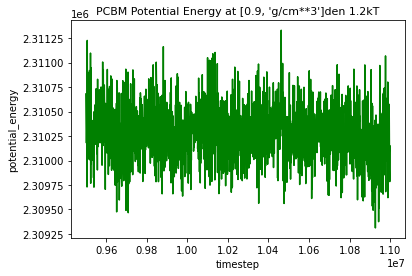 PCBM Potential Energy at [0.9, 'g/cm**3']den 1.2kT
1e6
2.31125
2.31100
2.31075
2.31050
2.31025
2.31000
2.30975
2.30950
2.30925
potential_energy
0.96 0.98 1.00 1.02 1.04 1.06 1.08 1.10
timestep
1e7